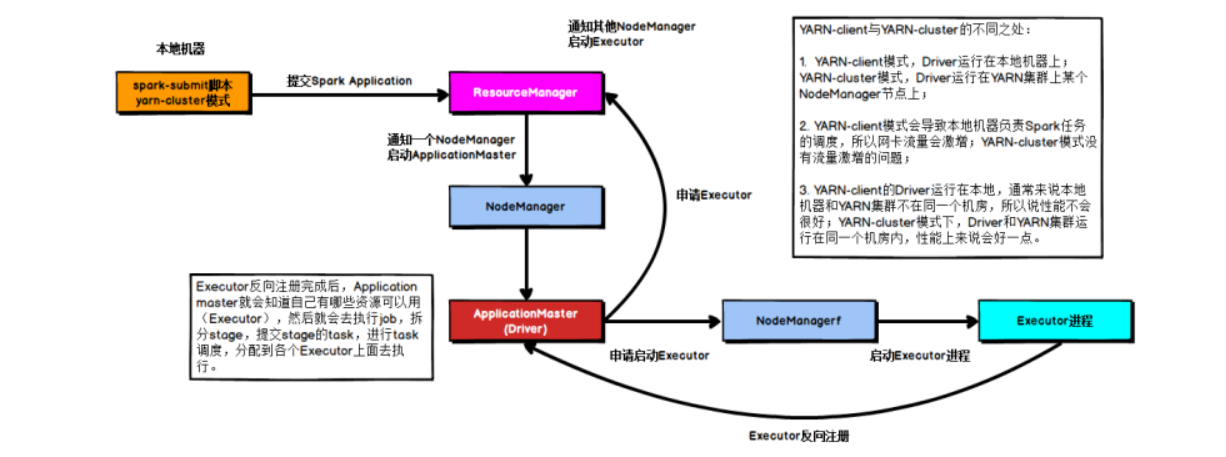 本地机器
spark-submit脚本
yarn-cluster模式
提交Spark Application
通知其他NodeManager
启动Executor
ResourceManager
通知一个NodeManager
启动ApplicationMaster
申请Executor
NodeManager
YARN-client与YARN-cluster的不同之处：
1. YARN-client模式，Driver运行在本地机器上；
YARN-cluster模式，Driver运行在YARN集群上某个
NodeManager节点上；
2. YARN-client模式会导致本地机器负责Spark任务
的调度，所以网卡流量会激增；YARN-cluster模式没
有流量激增的问题；
3. YARN-client的Driver运行在本地，通常来说本地
机器和YARN集群不在同一个机房，所以说性能不会
很好；YARN-cluster模式下，Driver和YARN集群运
行在同一个机房内，性能上来说会好一点。
Executor反向注册完成后，Application
master就会知道自己有哪些资源可以用
（Executor），然后就会去执行job，拆
分stage，提交stage的task，进行task
调度，分配到各个Executor上面去执
行。
ApplicationMaster
(Driver)
申请启动Executor
NodeManagerf
启动Executor进程
Executor进程
Executor反向注册